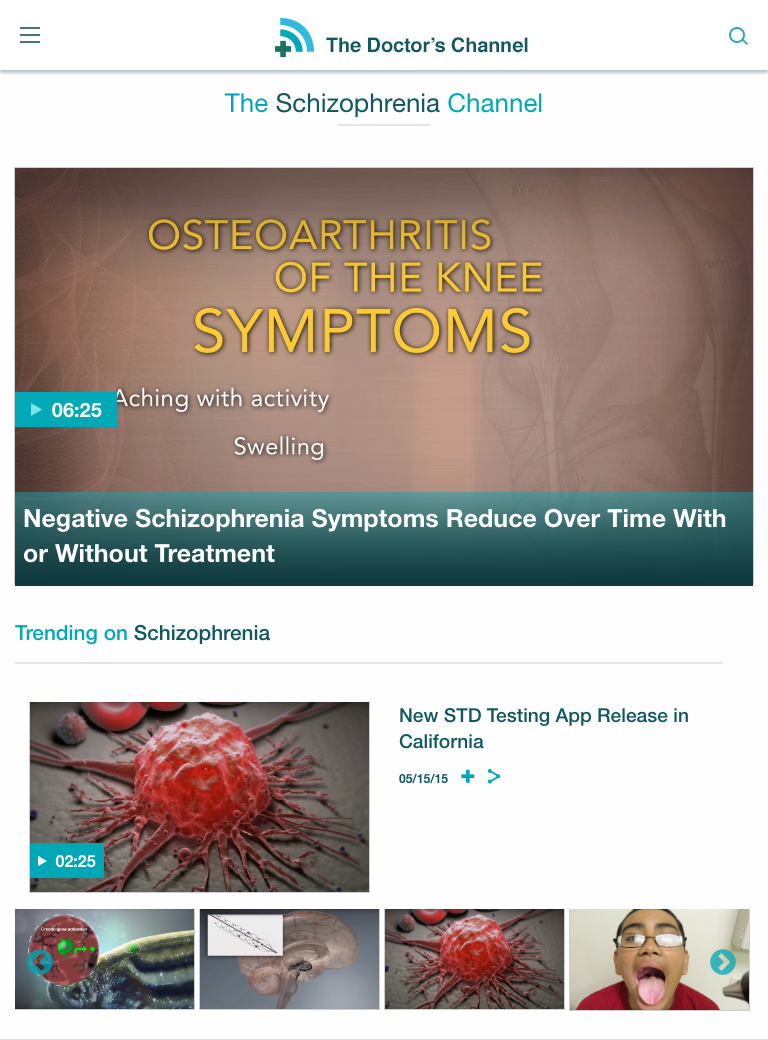 The Doctor's Channel
The Schizophrenia Channel
OSTEOARTHRITIS
OF THE KNEE
SYMPTOMS
Aching with activity
06:25
Swelling
Negative Schizophrenia Symptoms Reduce Over Time With
or Without Treatment
Trending on Schizophrenia
New STD Testing App Release in
California
05/15/15
02:25